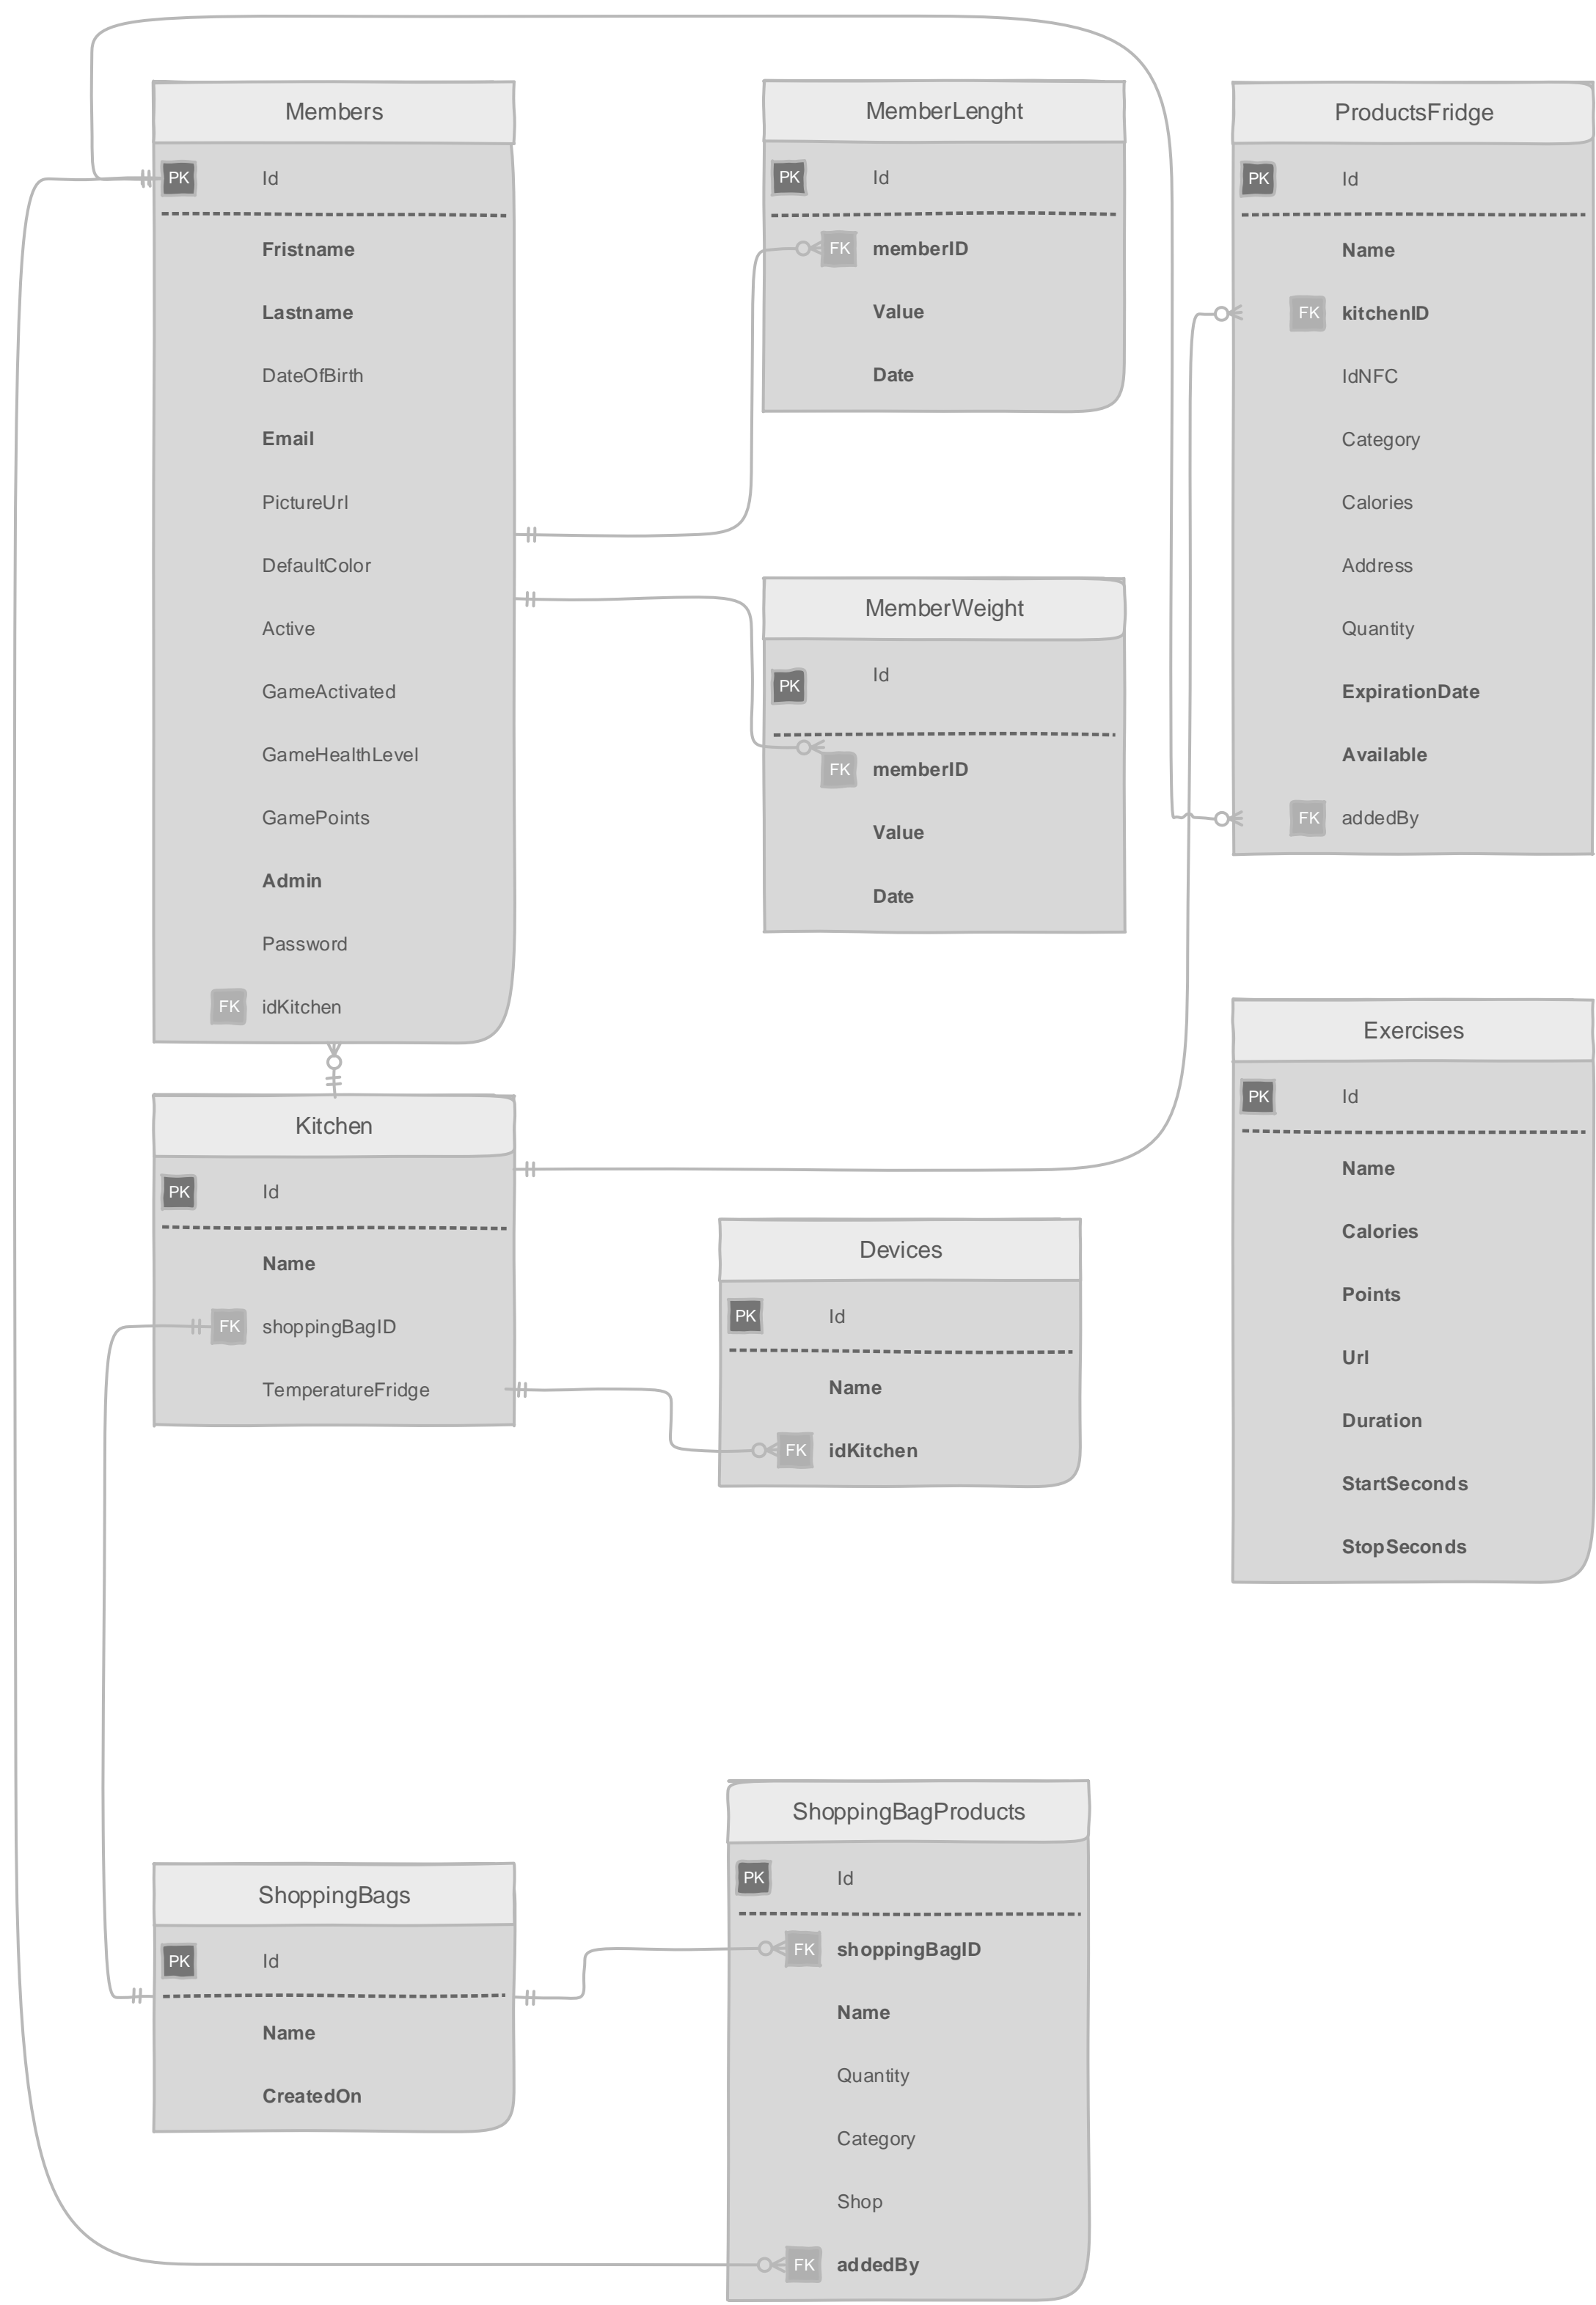 Members
PK Id
Fristname
Lastname
DateOfBirth
Email
PictureUrl
DefaultColor
Active
GameActivated
GameHealthLevel
GamePoints
Admin
Password
FK idKitchen
MemberLenght
PK Id
FK memberID
Value
Date
ProductsFridge
PK Id
Name
FK kitchenID
IdNFC
Category
Calories
Address
Quantity
ExpirationDate
Available
FK addedBy
MemberWeight
PK Id
FK memberID
Value
Date
Exercises
PK Id
Name
Calories
Points
Url
Duration
StartSeconds
StopSeconds
Kitchen
PK Id
Name
FK shoppingBagID
TemperatureFridge
Devices
PK Id
Name
FK idKitchen
ShoppingBags
PK Id
Name
CreatedOn
ShoppingBagProducts
PK Id
FK shoppingBagID
Name
Quantity
Category
Shop
FK addedBy